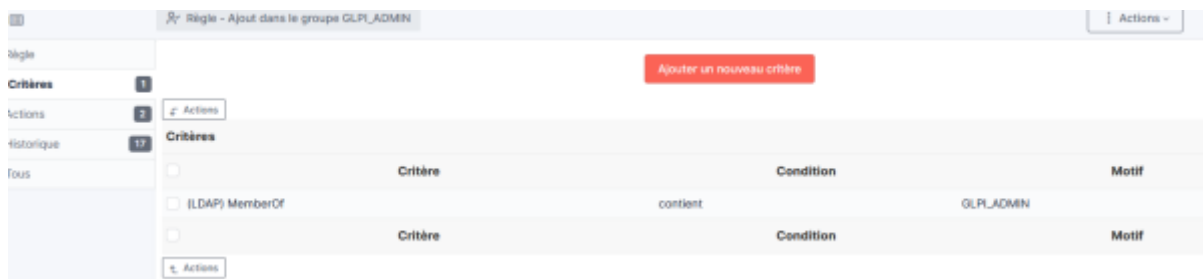 Règle - Ajout dans le groupe GLPI_ADMIN
Actions
Règle
Ajouter un nouveau critère
Critères 1
Actions 2
Actions
Historique 17
Critères
Tous
Critère Condition Motif
(LDAP) MemberOf contient GLPI_ADMIN
Critère Condition Motif
Actions